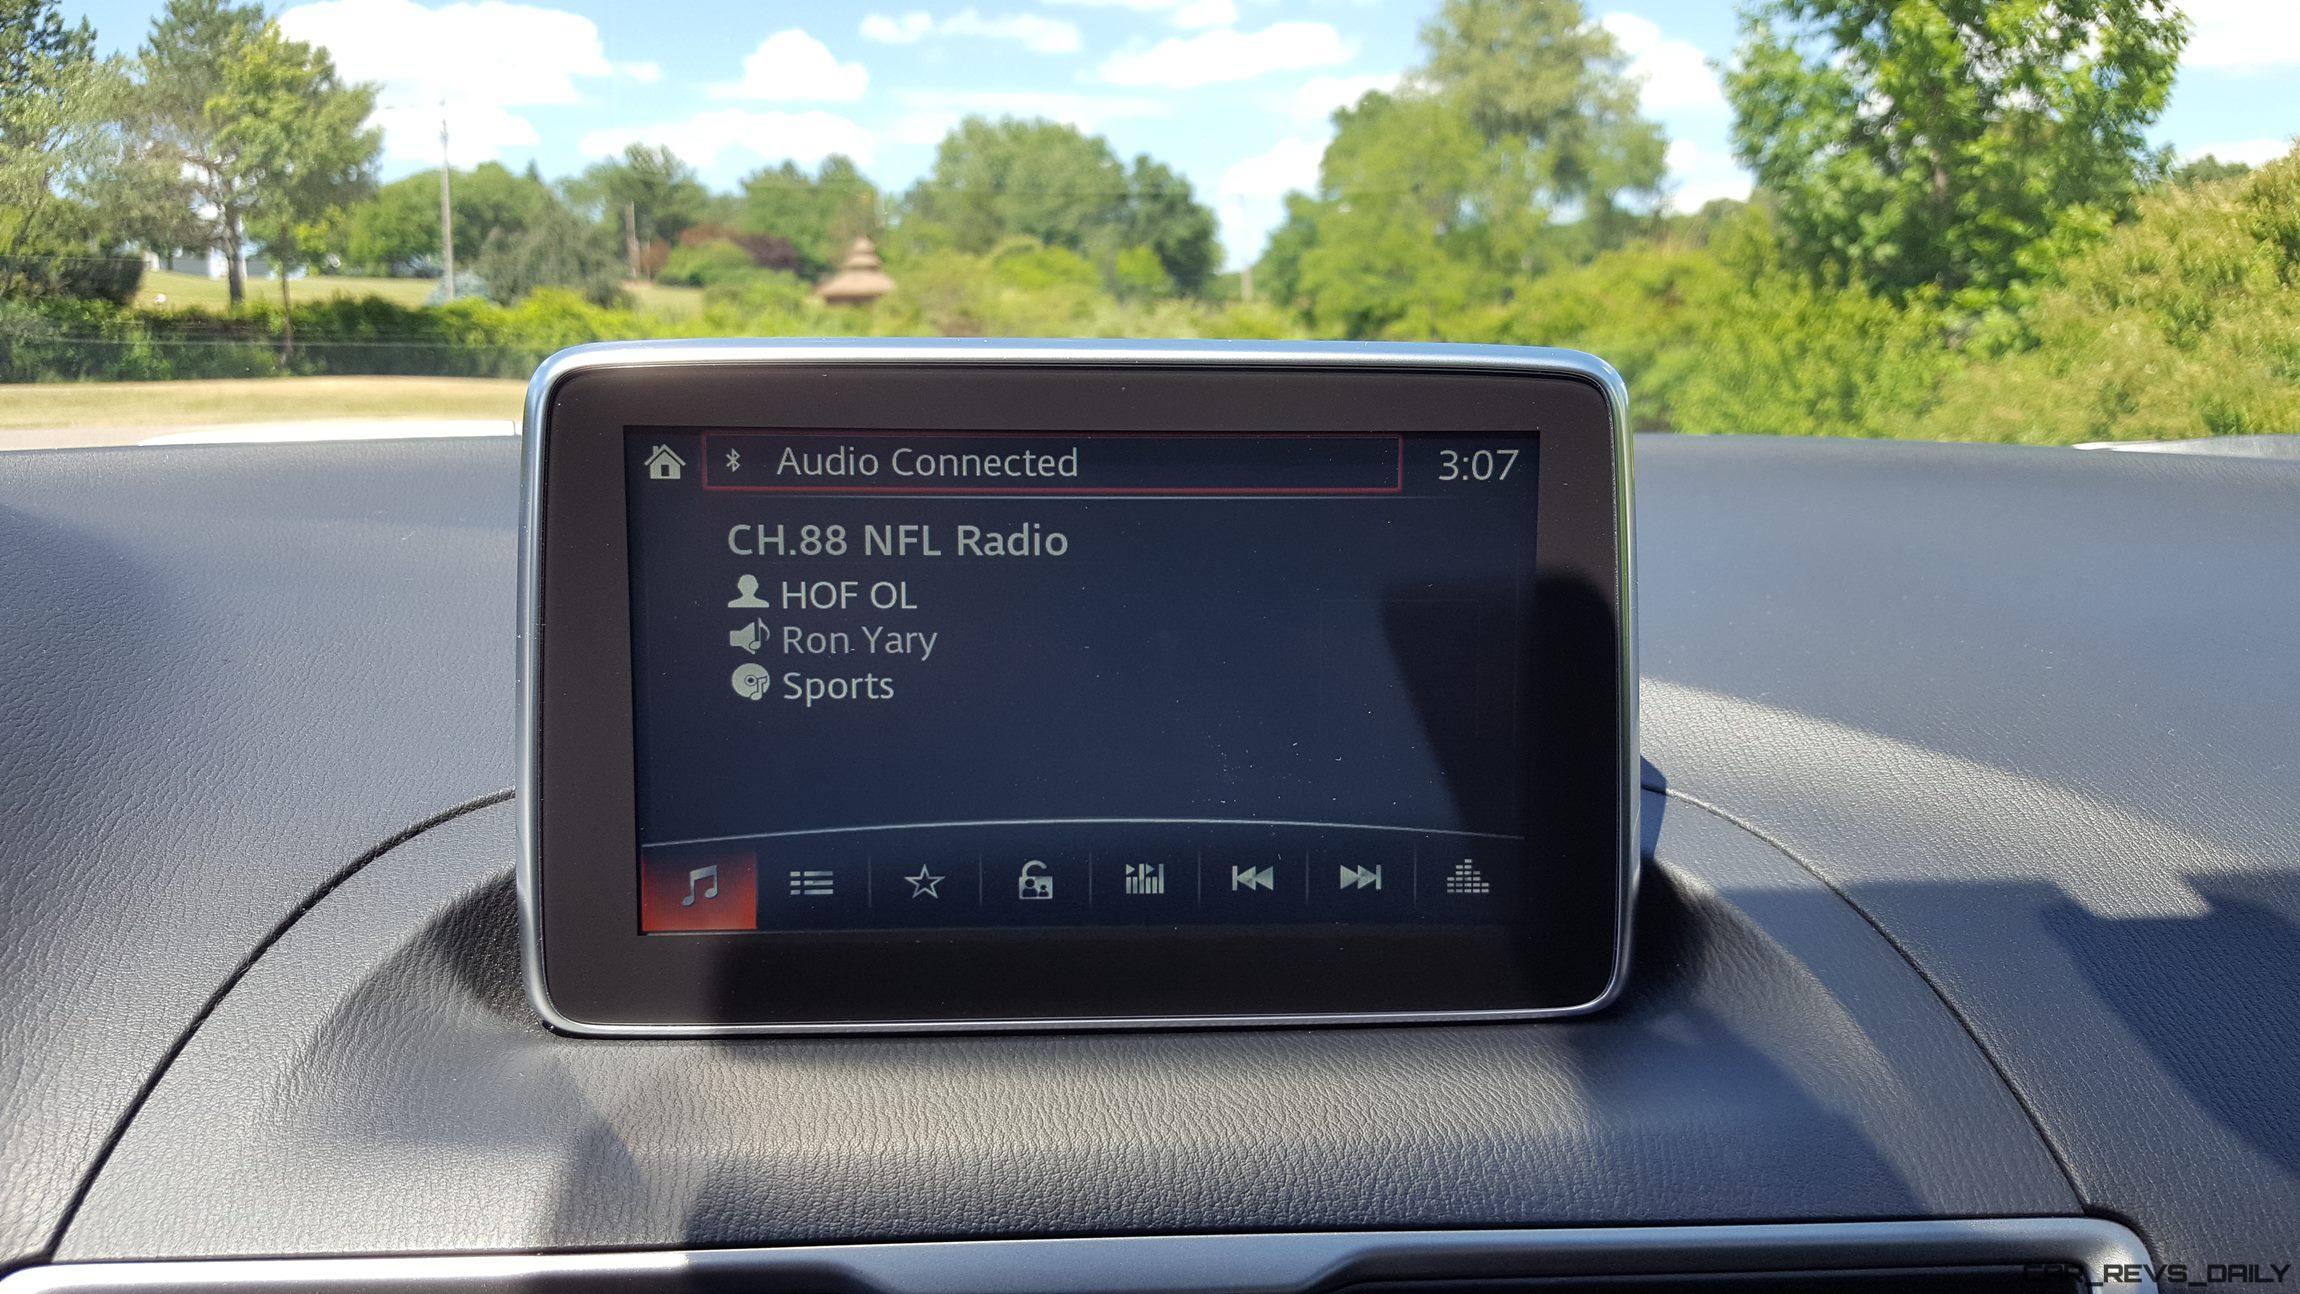 Audio Connected
3:07
CH.88 NFL Radio
HOF OL
Ron Yary
Sports
CAR_REVS_DAILY